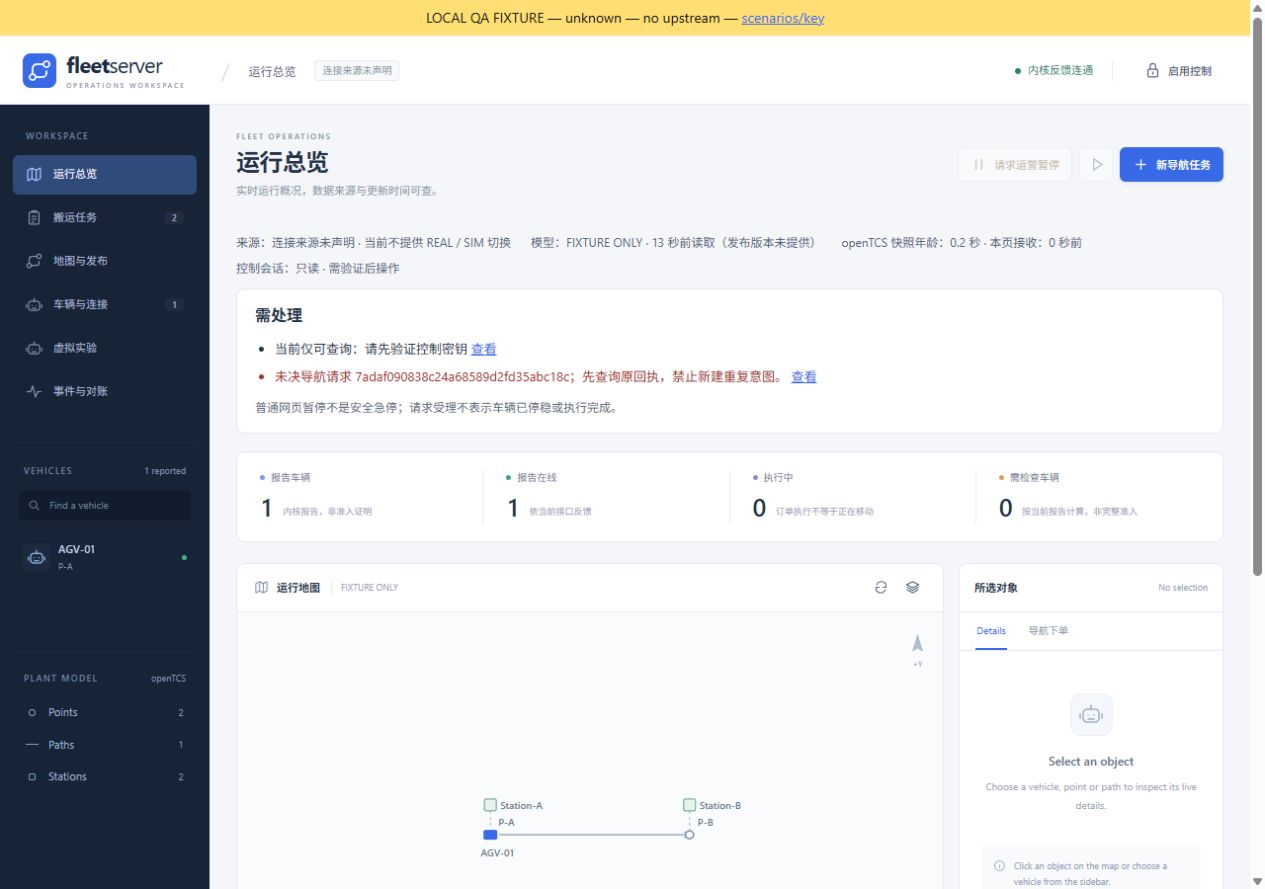 LOCAL QA FIXTURE — unknown — no upstream — scenarios/key
fleetserver
OPERATIONS WORKSPACE
运行总览
连接来源未声明
内核反馈连通
启用控制
WORKSPACE
运行总览
搬运任务 2
地图与发布
车辆与连接 1
虚拟实验
事件与对账
VEHICLES 1 reported
Find a vehicle
AGV-01
P-A
PLANT MODEL openTCS
Points 2
Paths 1
Stations 2
FLEET OPERATIONS
运行总览
实时运行概况，数据来源与更新时间可查。
请求运营暂停
新导航任务
来源：连接来源未声明 · 当前不提供 REAL / SIM 切换 模型：FIXTURE ONLY · 13 秒前读取（发布版本未提供） openTCS 快照年龄：0.2 秒 · 本页接收：0 秒前
控制会话：只读 · 需验证后操作
需处理
当前仅可查询：请先验证控制密钥 查看
未决导航请求 7adaf090838c24a68589d2fd35abc18c；先查询原回执，禁止新建重复意图。 查看
普通网页暂停不是安全急停；请求受理不表示车辆已停稳或执行完成。
报告车辆
1 内核报告，非准入证明
报告在线
1 依当前接口反馈
执行中
0 订单执行不等于正在移动
需检查车辆
0 按当前报告计算，非完整准入
运行地图 FIXTURE ONLY
+Y
Station-A
P-A
AGV-01
Station-B
P-B
所选对象 No selection
Details 导航下单
Select an object
Choose a vehicle, point or path to inspect its live
details.
Click an object on the map or choose a
vehicle from the sidebar.